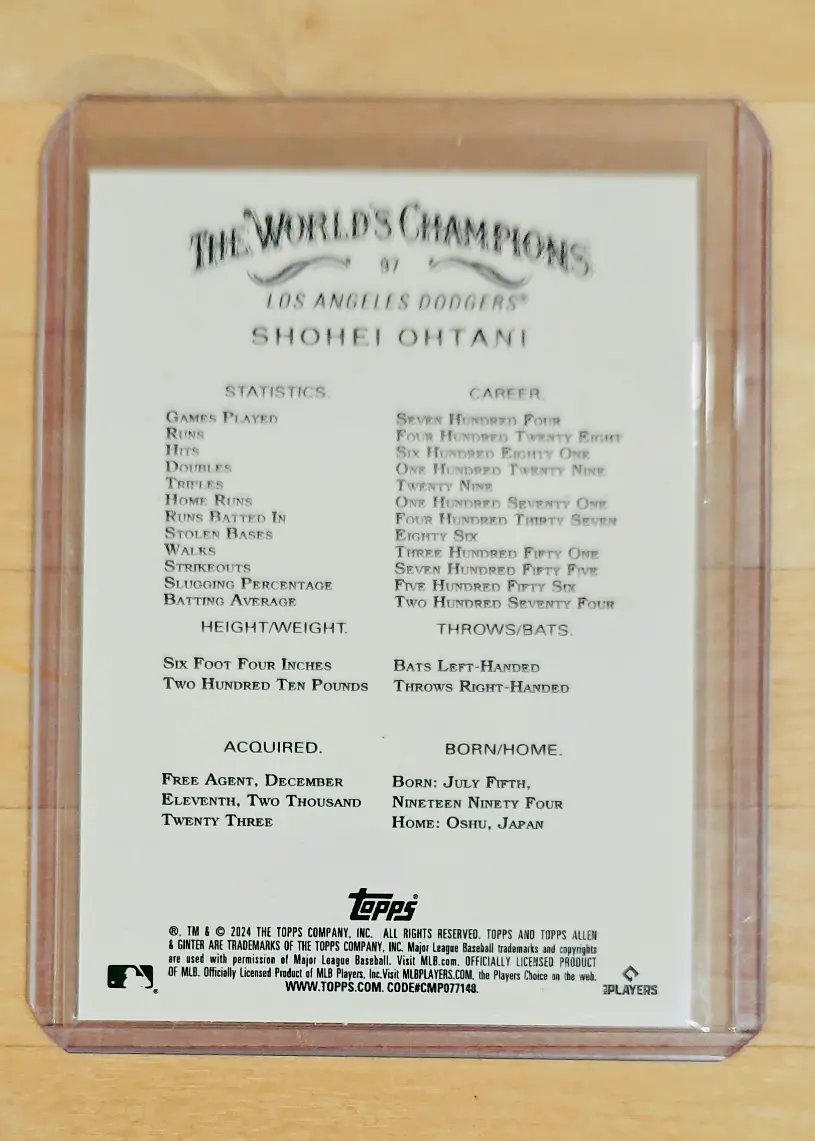 THE WORLD'S CHAMPIONS
97
LOS ANGELES DODGERS®
SHOHEI OHTANI
STATISTICS. CAREER.
GAMES PLAYED SEVEN HUNDRED FOUR
RUNS FOUR HUNDRED TWENTY EIGHT
HITS SIX HUNDRED EIGHTY ONE
DOUBLES ONE HUNDRED TWENTY NINE
TRIPLES TWENTY NINE
HOME RUNS ONE HUNDRED SEVENTY ONE
RUNS BATTED IN FOUR HUNDRED THIRTY SEVEN
STOLEN BASES EIGHTY SIX
WALKS THREE HUNDRED FIFTY ONE
STRIKEOUTS SEVEN HUNDRED FIFTY FIVE
SLUGGING PERCENTAGE FIVE HUNDRED FIFTY SIX
BATTING AVERAGE TWO HUNDRED SEVENTY FOUR
HEIGHT/WEIGHT. THROWS/BATS.
SIX FOOT FOUR INCHES BATS LEFT-HANDED
TWO HUNDRED TEN POUNDS THROWS RIGHT-HANDED
ACQUIRED. BORN/HOME.
FREE AGENT, DECEMBER BORN: JULY FIFTH,
ELEVENTH, TWO THOUSAND NINETEEN NINETY FOUR
TWENTY THREE HOME: OSHU, JAPAN
topps®
®, TM & © 2024 THE TOPPS COMPANY, INC. ALL RIGHTS RESERVED. TOPPS AND TOPPS ALLEN
& GINTER ARE TRADEMARKS OF THE TOPPS COMPANY, INC. Major League Baseball trademarks and copyrights
are used with permission of Major League Baseball. Visit MLB.com. OFFICIALLY LICENSED PRODUCT
OF MLB. Officially Licensed Product of MLB Players, Inc. Visit MLBPLAYERS.COM, the Players Choice on the web.
WWW.TOPPS.COM. CODE#CMP077148.
PLAYERS